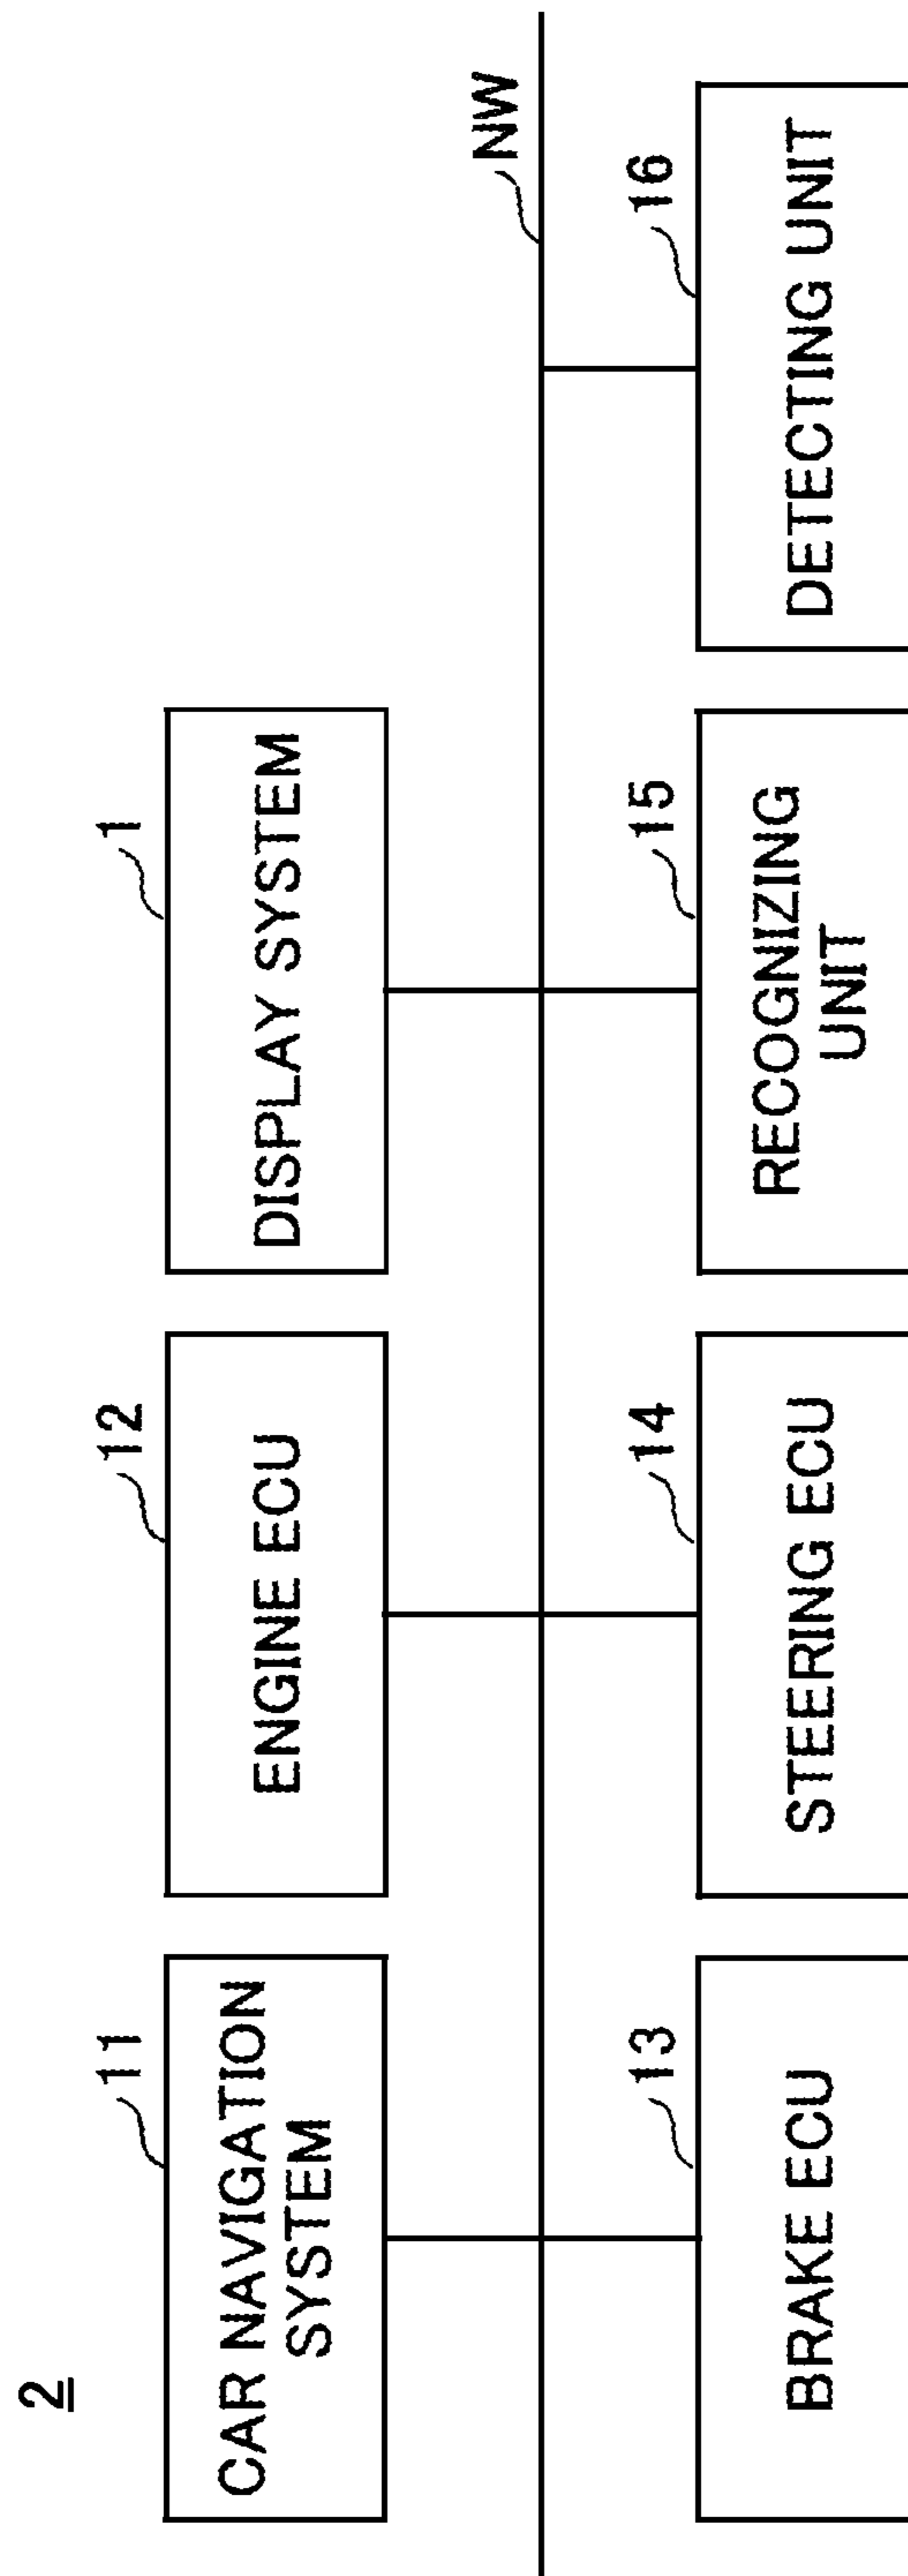 2
11
CAR NAVIGATION
SYSTEM
12
ENGINE ECU
1
DISPLAY SYSTEM
NW
13
BRAKE ECU
14
STEERING ECU
15
RECOGNIZING
UNIT
16
DETECTING UNIT